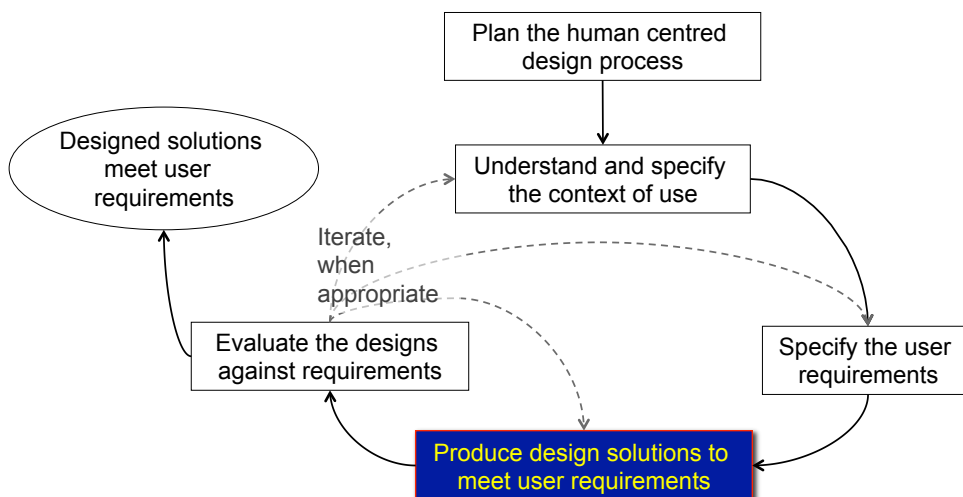 Plan the human centred
design process
Designed solutions
meet user
requirements
Understand and specify
the context of use
Iterate,
when
appropriate
Evaluate the designs
against requirements
Specify the user
requirements
Produce design solutions to
meet user requirements